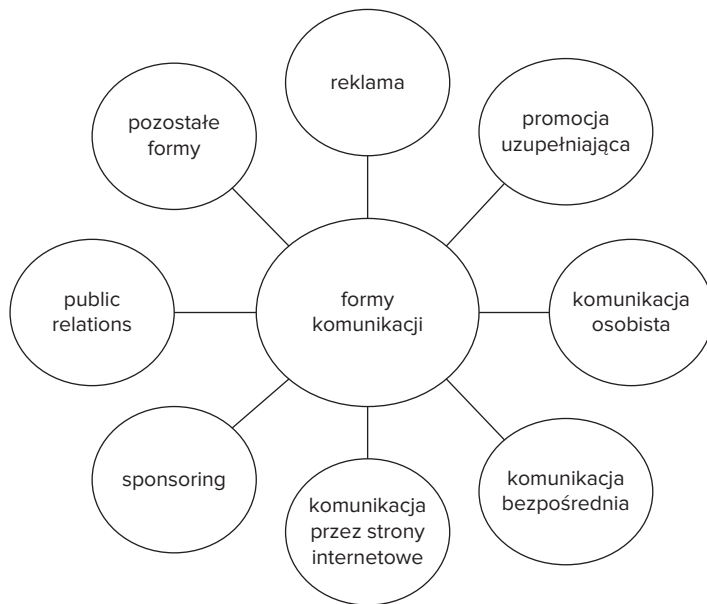 reklama
promocja
uzupełniająca
komunikacja
osobista
komunikacja
bezpośrednia
komunikacja
przez strony
internetowe
sponsoring
public
relations
pozostałe
formy
formy
komunikacji